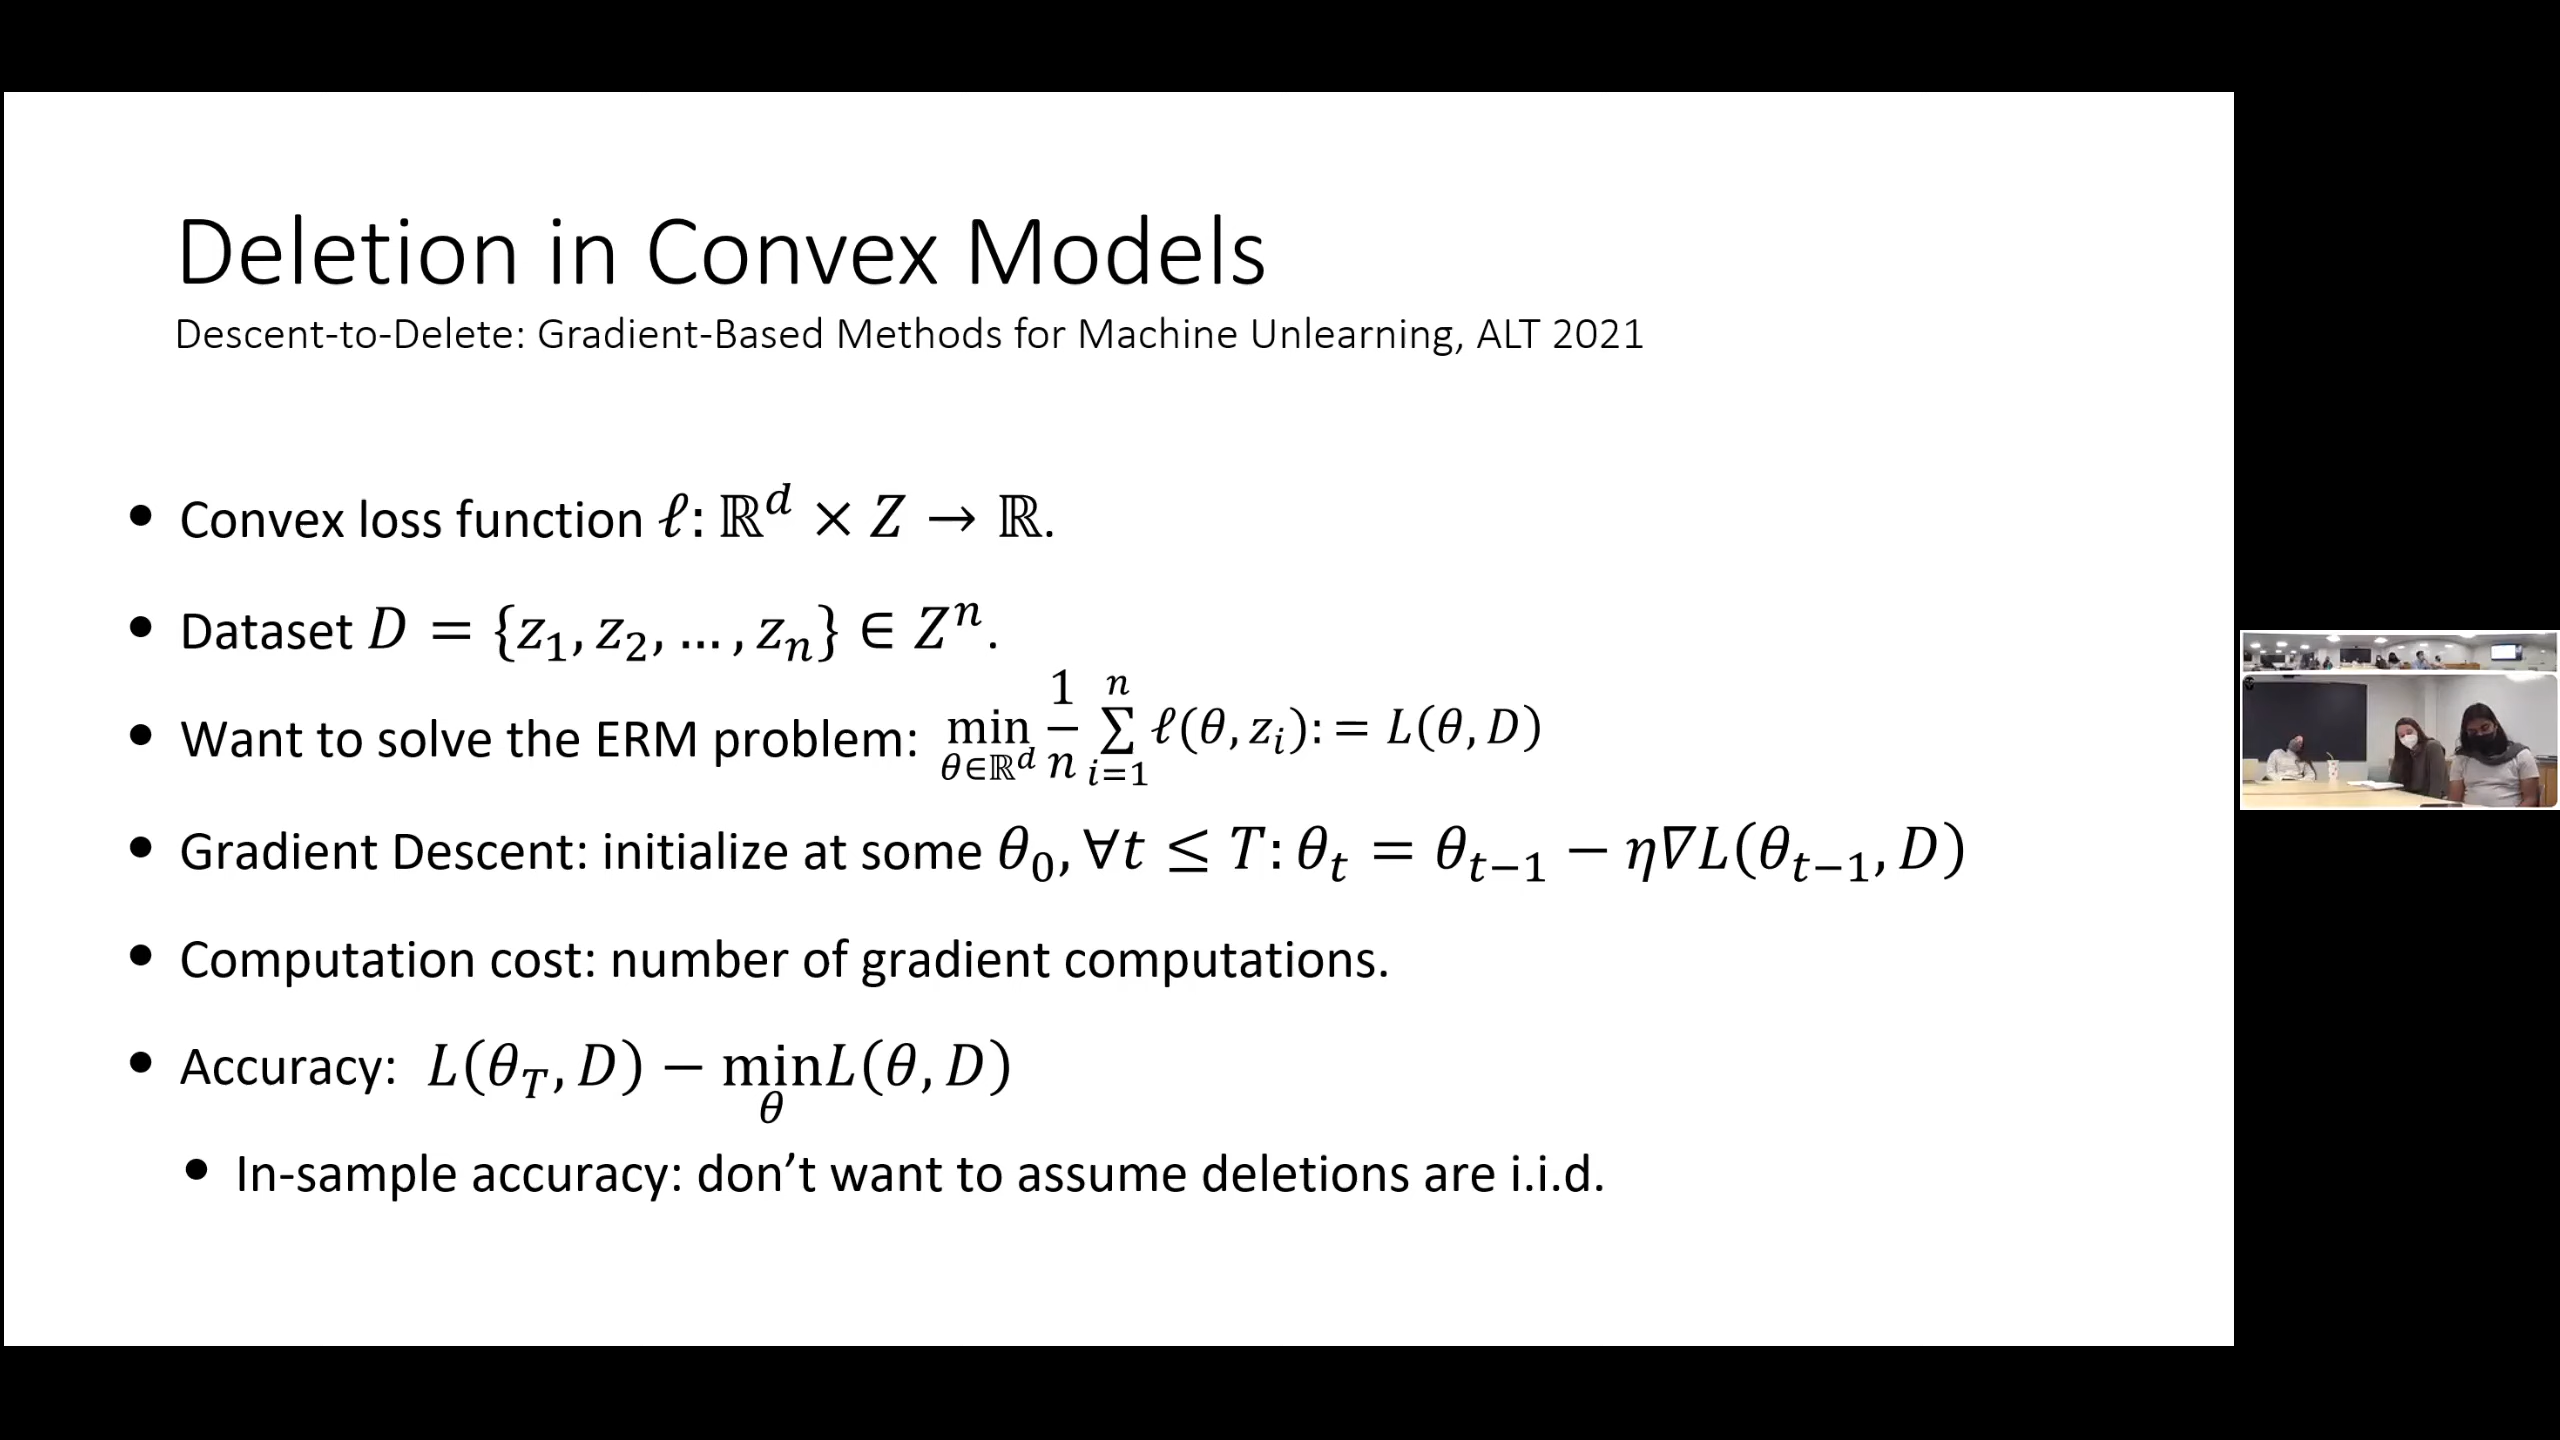 Deletion in Convex Models
Descent-to-Delete: Gradient-Based Methods for Machine Unlearning, ALT 2021
• Convex loss function ℓ: ℝ^d × Z → ℝ.
• Dataset D = {z_1, z_2, … , z_n} ∈ Z^n.
• Want to solve the ERM problem: min_{θ∈ℝ^d} 1/n ∑_{i=1}^{n} ℓ(θ, z_i): = L(θ, D)
• Gradient Descent: initialize at some θ_0, ∀t ≤ T: θ_t = θ_{t−1} − η∇L(θ_{t−1}, D)
• Computation cost: number of gradient computations.
• Accuracy: L(θ_T, D) − min_θ L(θ, D)
• In-sample accuracy: don’t want to assume deletions are i.i.d.